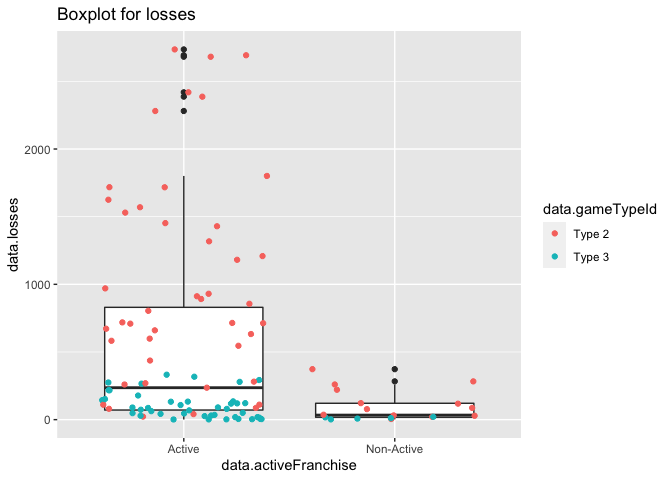 Boxplot for losses
data.losses
2000
1000
0
Active
Non-Active
data.activeFranchise
data.gameTypeId
Type 2
Type 3